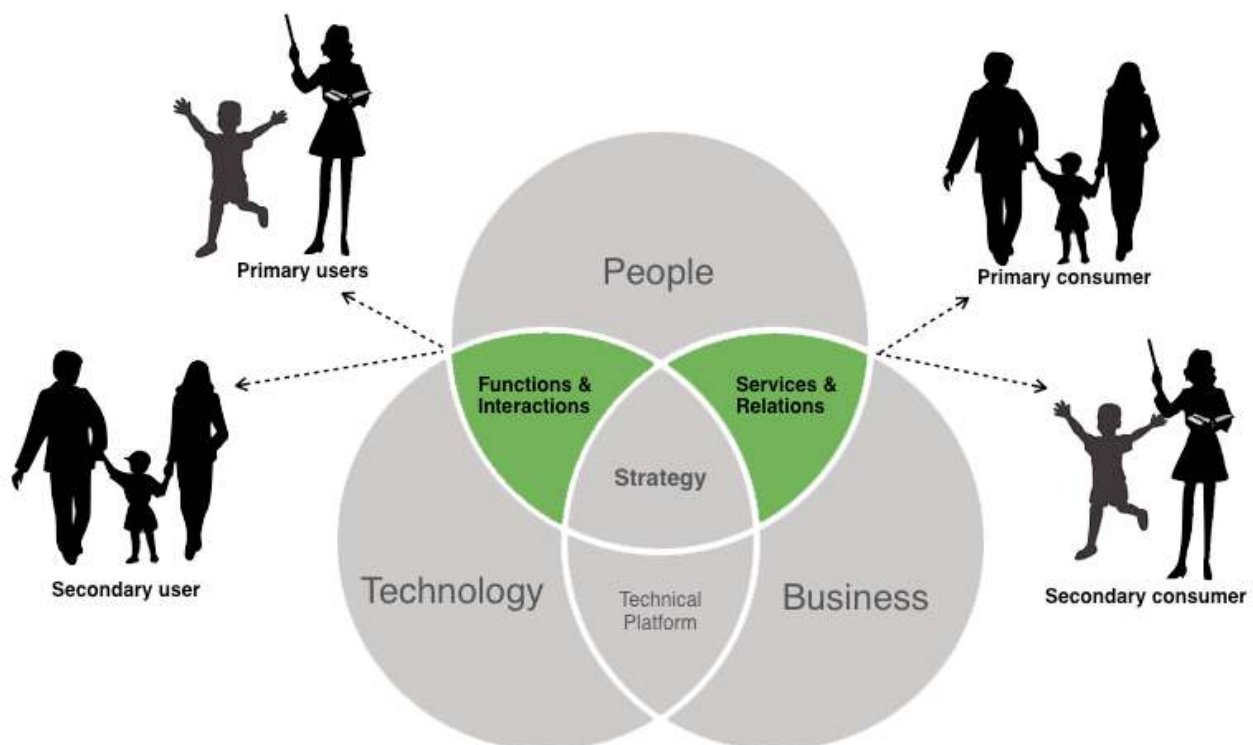 Primary users
Primary consumer
People
Functions &
Interactions
Services &
Relations
Strategy
Secondary user
Secondary consumer
Technology
Technical
Platform
Business